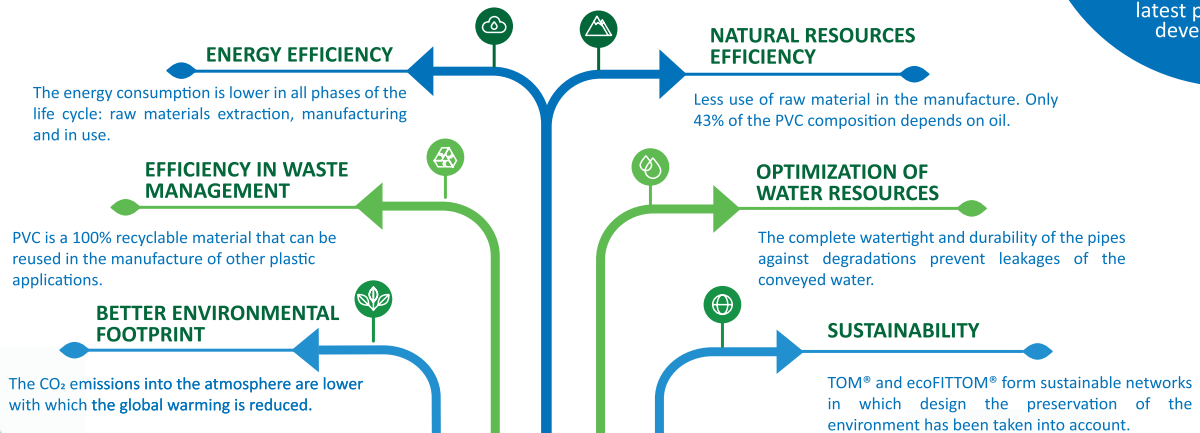 latest p
deve
ENERGY EFFICIENCY
The energy consumption is lower in all phases of the
life cycle: raw materials extraction, manufacturing
and in use.
NATURAL RESOURCES
EFFICIENCY
Less use of raw material in the manufacture. Only
43% of the PVC composition depends on oil.
EFFICIENCY IN WASTE
MANAGEMENT
PVC is a 100% recyclable material that can be
reused in the manufacture of other plastic
applications.
OPTIMIZATION OF
WATER RESOURCES
The complete watertight and durability of the pipes
against degradations prevent leakages of the
conveyed water.
BETTER ENVIRONMENTAL
FOOTPRINT
The CO₂ emissions into the atmosphere are lower
with which the global warming is reduced.
SUSTAINABILITY
TOM® and ecoFITTOM® form sustainable networks
in which design the preservation of the
environment has been taken into account.